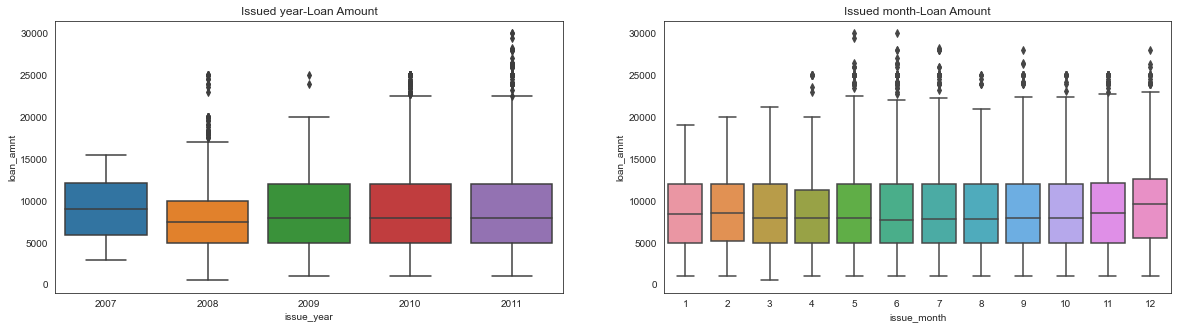 Issued year-Loan Amount
30000
25000
20000
15000
10000
5000
0
loan_amnt
2007 2008 2009 2010 2011
issue_year
Issued month-Loan Amount
30000
25000
20000
15000
10000
5000
0
loan_amnt
1 2 3 4 5 6 7 8 9 10 11 12
issue_month